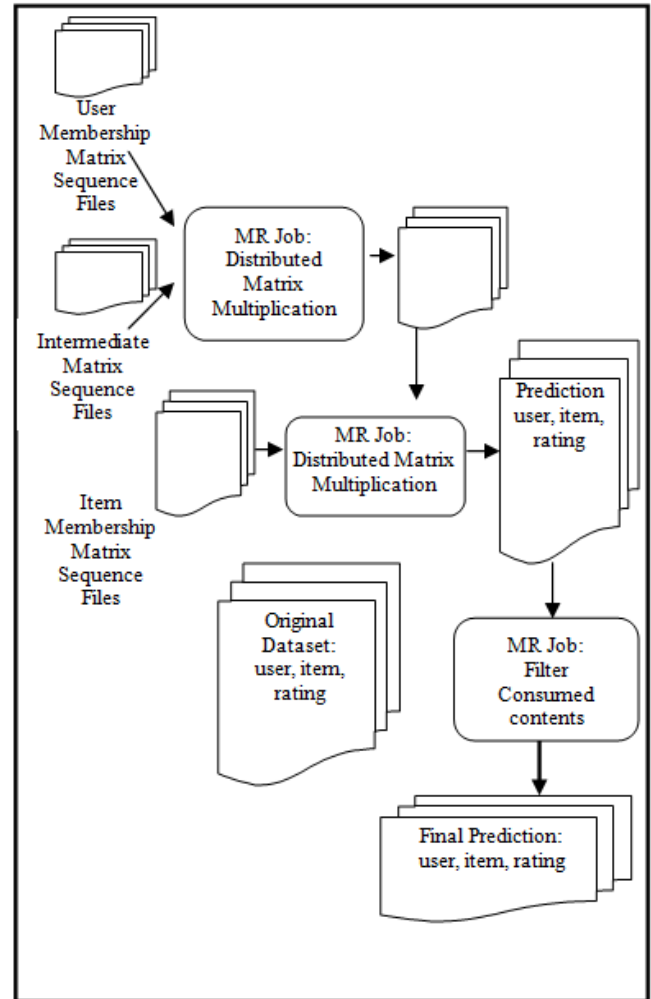 User
Membership
Matrix
Sequence
Files
MR Job:
Distributed
Matrix
Multiplication
Intermediate
Matrix
Sequence
Files
Prediction
user, item,
rating
MR Job:
Distributed Matrix
Multiplication
Item
Membership
Matrix
Sequence
Files
Original
Dataset:
user, item,
rating
MR Job:
Filter
Consumed
contents
Final Prediction:
user, item, rating